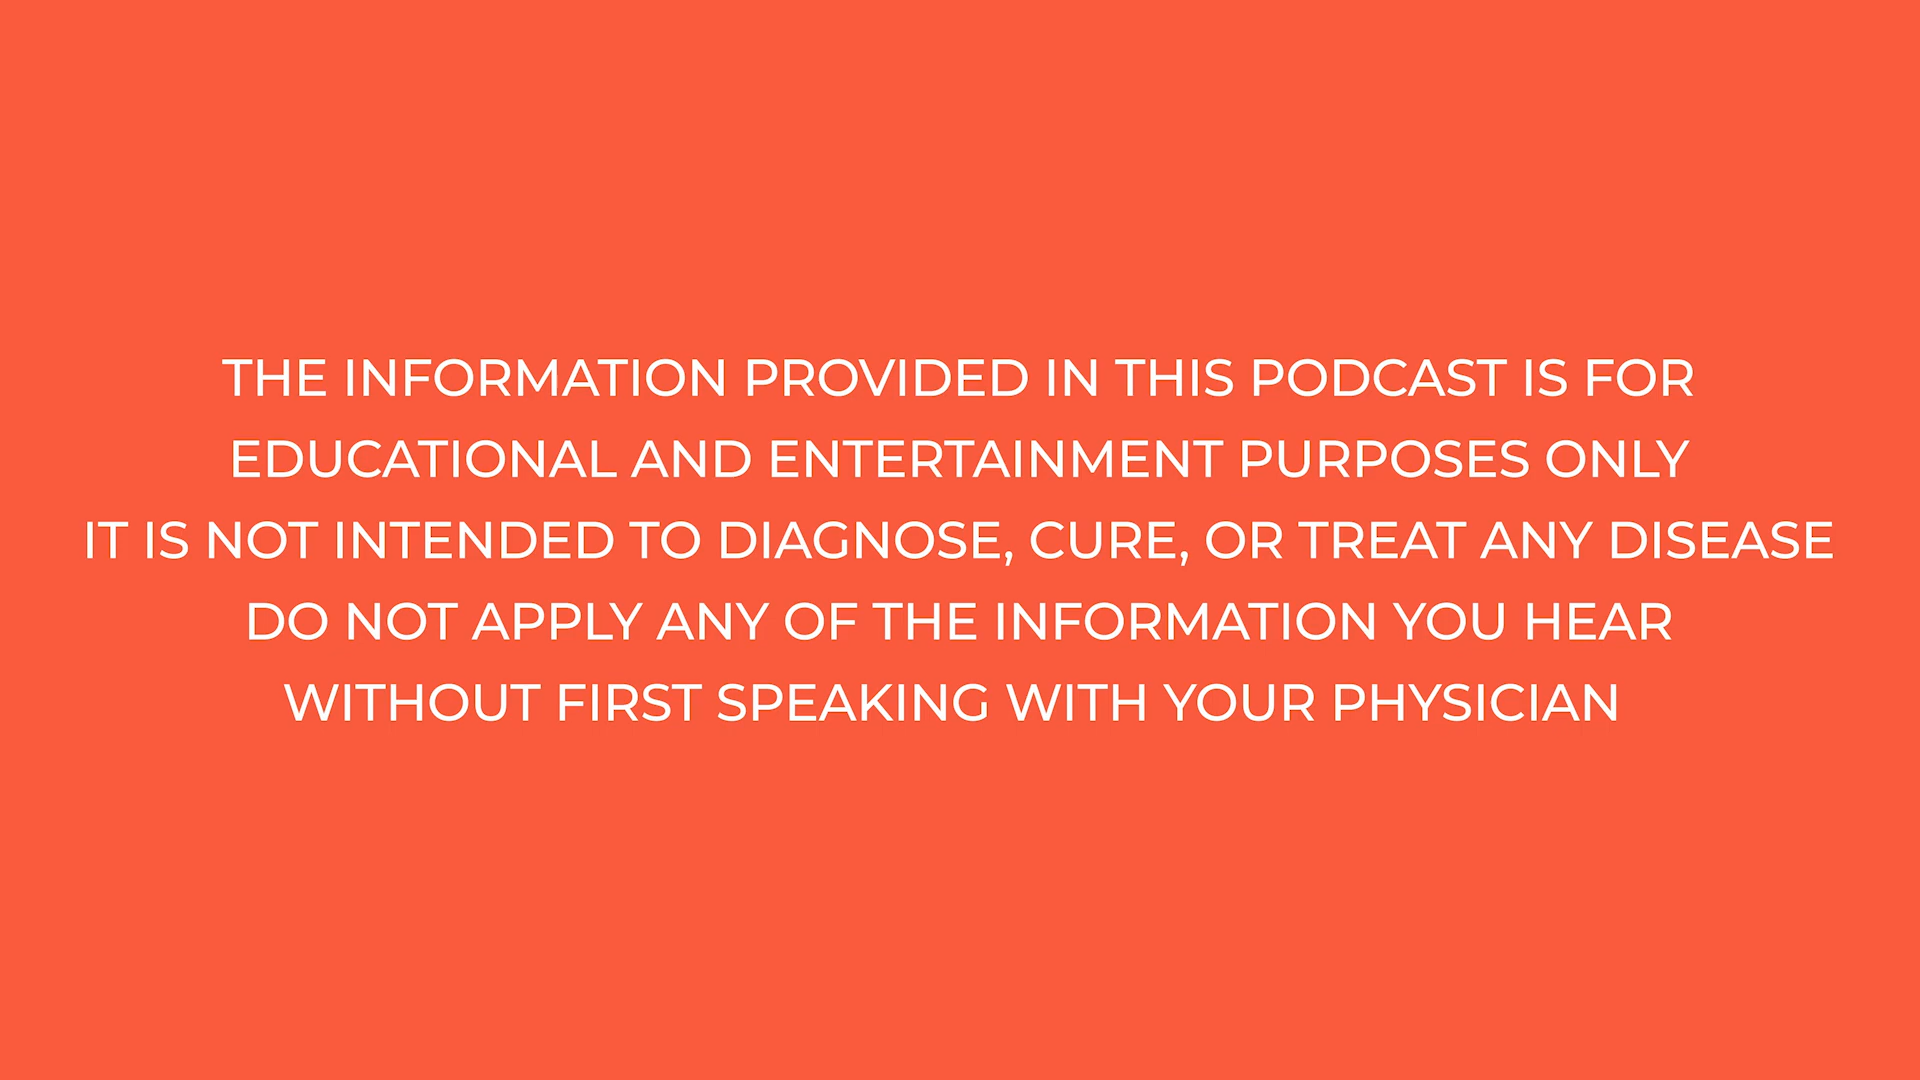 THE INFORMATION PROVIDED IN THIS PODCAST IS FOR
EDUCATIONAL AND ENTERTAINMENT PURPOSES ONLY
IT IS NOT INTENDED TO DIAGNOSE, CURE, OR TREAT ANY DISEASE
DO NOT APPLY ANY OF THE INFORMATION YOU HEAR
WITHOUT FIRST SPEAKING WITH YOUR PHYSICIAN